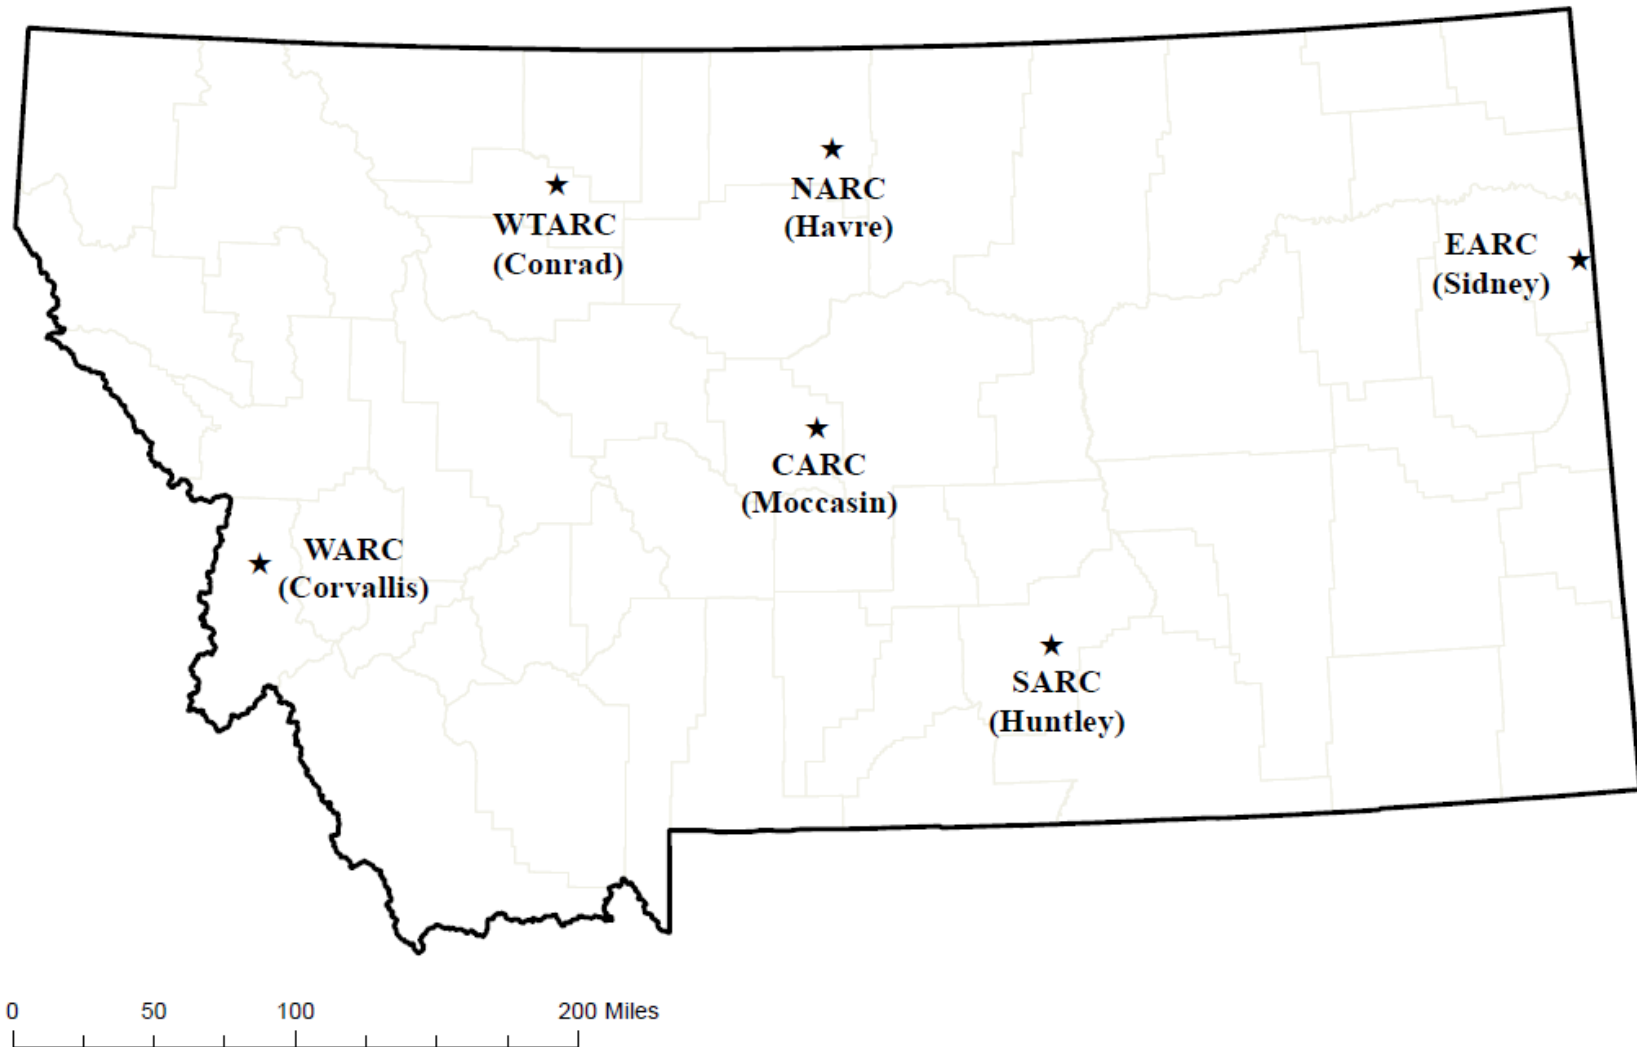 NARC
(Havre)
WTARC
(Conrad)
EARC
(Sidney)
CARC
(Moccasin)
WARC
(Corvallis)
SARC
(Huntley)
0 50 100 200 Miles